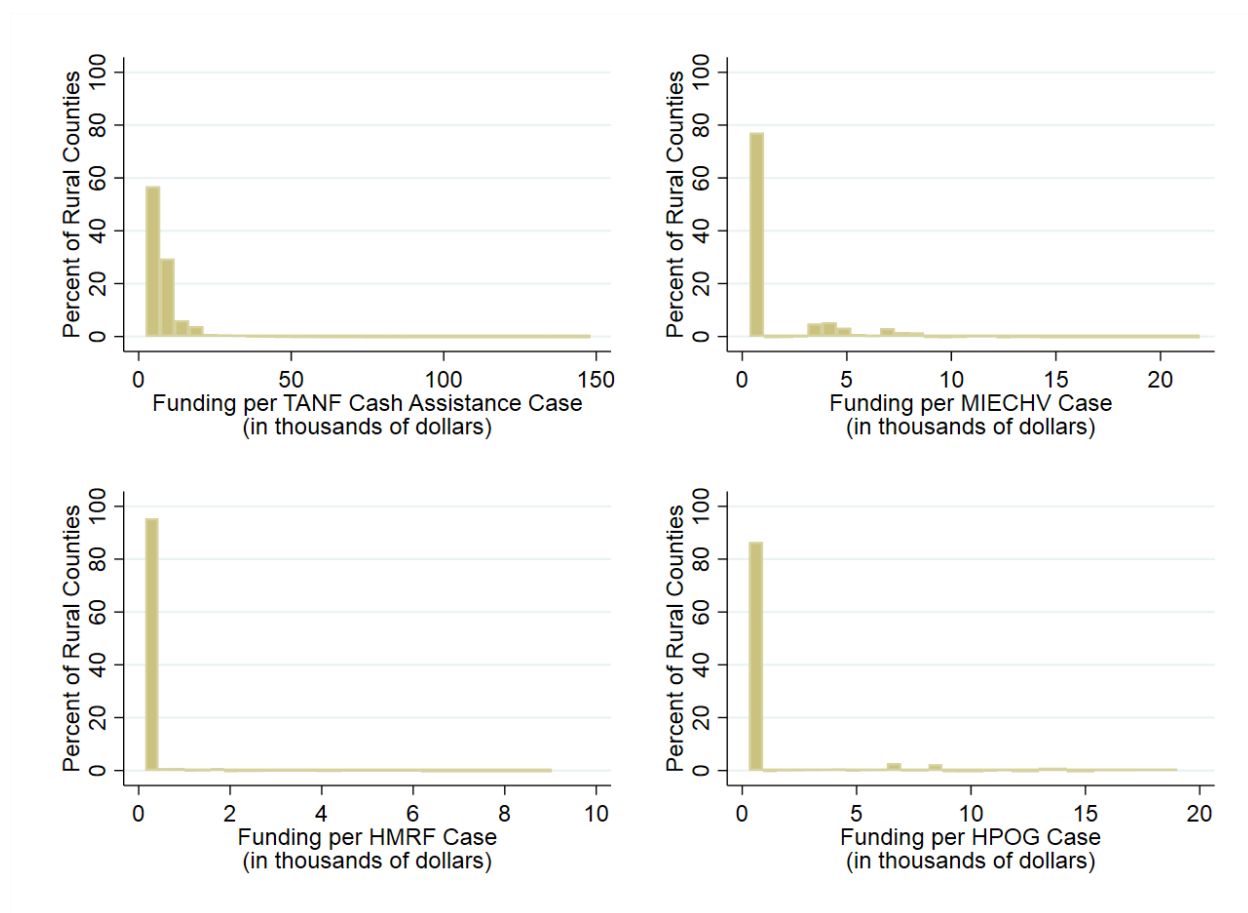 Percent of Rural Counties
100
80
60
40
20
0
0 50 100 150
Funding per TANF Cash Assistance Case
(in thousands of dollars)
Percent of Rural Counties
100
80
60
40
20
0
0 5 10 15 20
Funding per MIECHV Case
(in thousands of dollars)
Percent of Rural Counties
100
80
60
40
20
0
0 2 4 6 8 10
Funding per HMRF Case
(in thousands of dollars)
Percent of Rural Counties
100
80
60
40
20
0
0 5 10 15 20
Funding per HPOG Case
(in thousands of dollars)